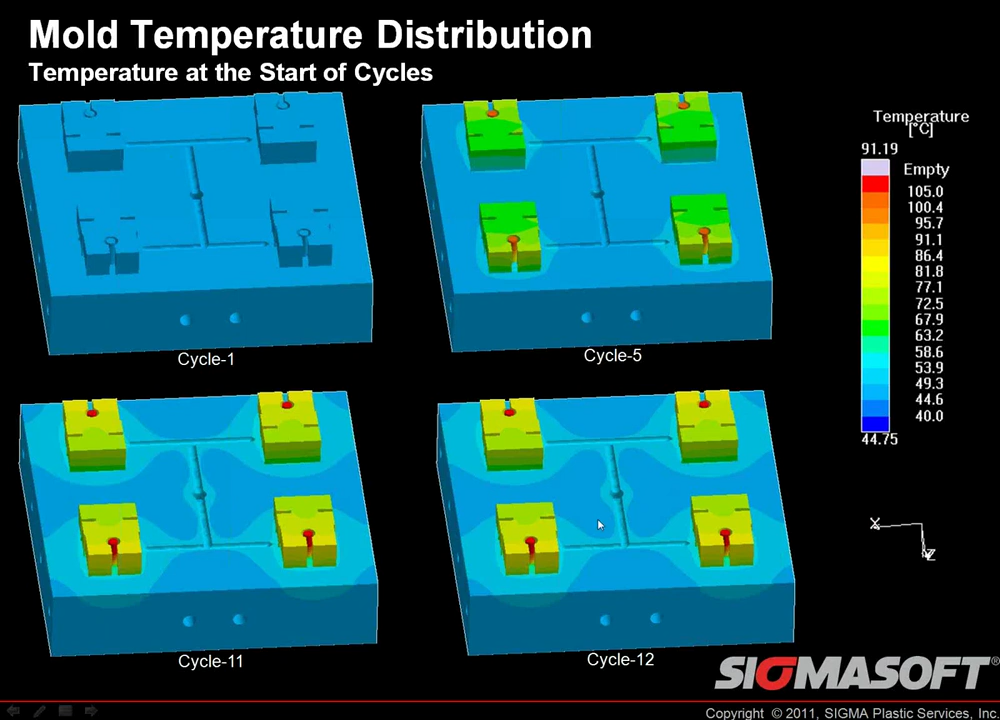 Mold Temperature Distribution
Temperature at the Start of Cycles
Cycle-1
Cycle-5
Cycle-11
Cycle-12
Temperature
[°C]
91.19
Empty
105.0
100.4
95.7
91.1
86.4
81.8
77.1
72.5
67.9
63.2
58.6
53.9
49.3
44.6
40.0
44.75
X
Z
SIGMASOFT®
Copyright © 2011, SIGMA Plastic Services, Inc.